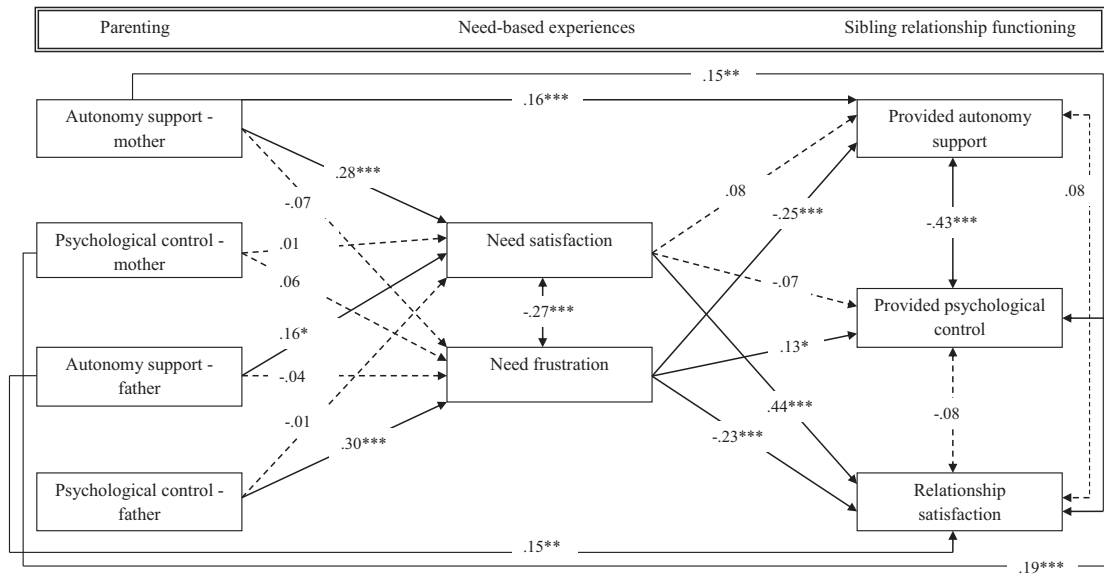 Parenting
Need-based experiences
Sibling relationship functioning
.15**
.16***
Autonomy support -
mother
Provided autonomy
support
.28***
-.07
.08
.08
-.25***
-.43***
Psychological control -
mother
.01
.06
Need satisfaction
-.07
-.27***
Provided psychological
control
.16*
.13*
Autonomy support -
father
-.04
Need frustration
-.01
.30***
.44***
-.23***
-.08
Psychological control -
father
Relationship
satisfaction
.15**
.19***